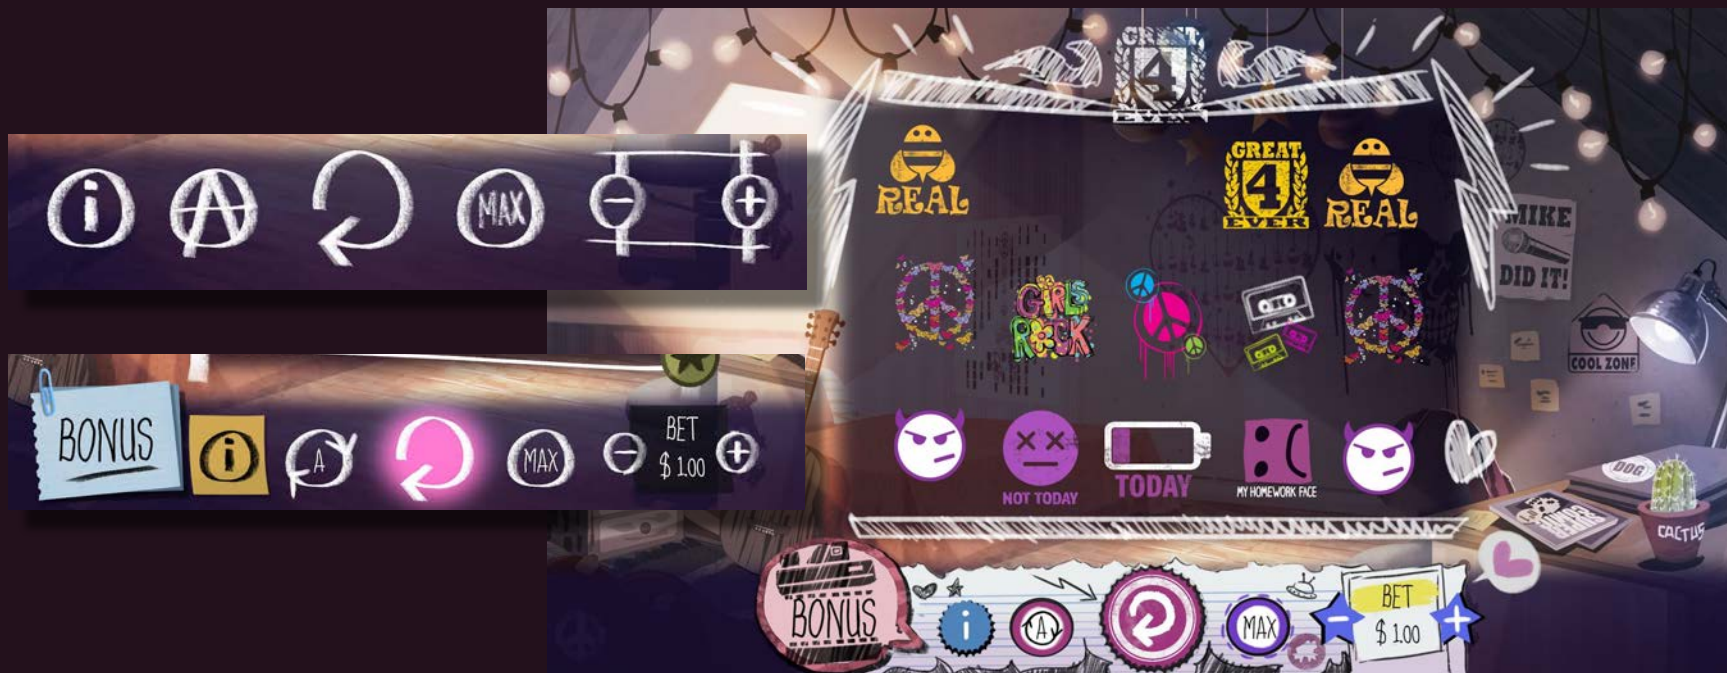 i
A
MAX
-
+
BONUS
i
A
MAX
-
BET
$ 1.00
+
GREAT
4
EVER
REAL
GREAT
4
EVER
REAL
GIRLS
ROCK
NOT TODAY
TODAY
:(
MY HOMEWORK FACE
MIKE
DID IT!
COOL ZONE
DOG
CACTUS
BONUS
i
A
MAX
-
BET
$ 1.00
+